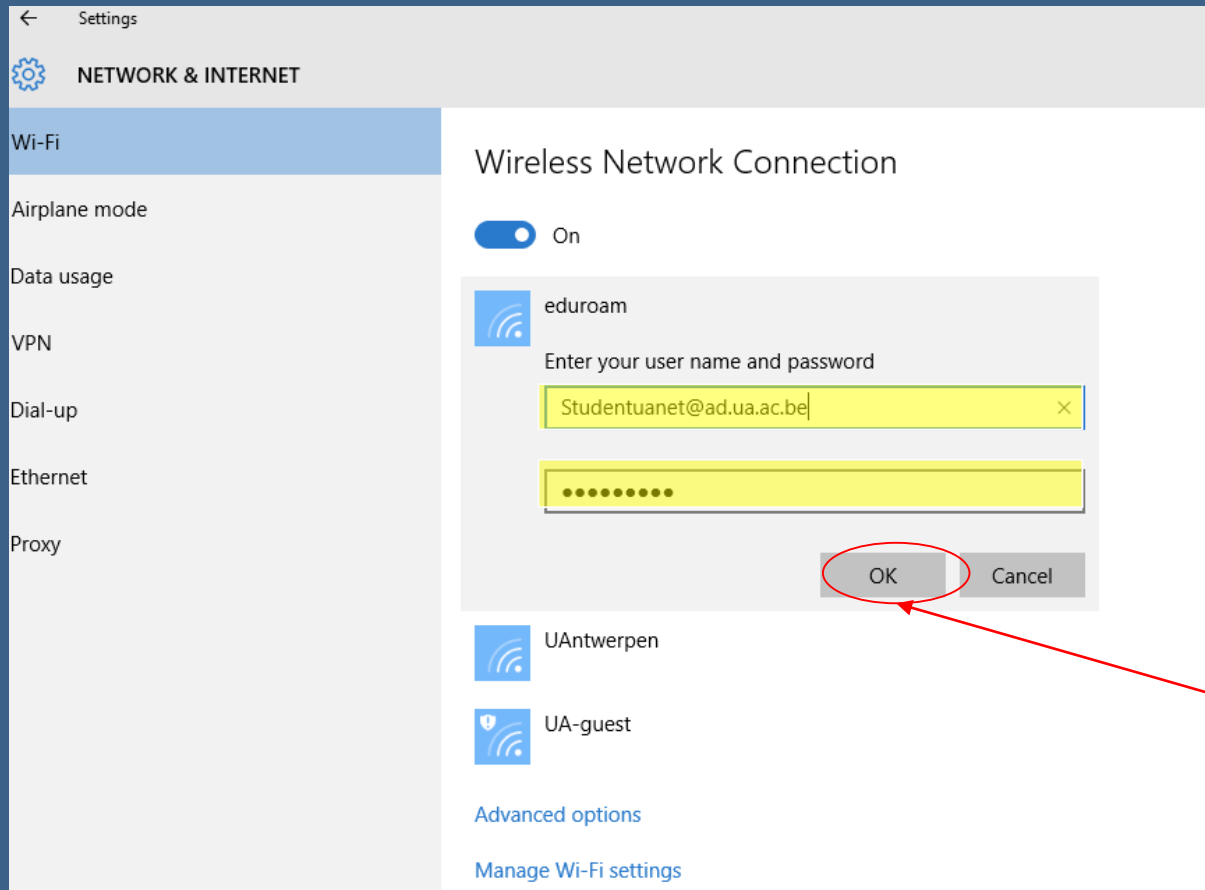 Settings
NETWORK & INTERNET
Wi-Fi
Airplane mode
Data usage
VPN
Dial-up
Ethernet
Proxy
Wireless Network Connection
On
eduroam
Enter your user name and password
Studentuanet@ad.ua.ac.be
•••••••••
OK Cancel
UAntwerpen
UA-guest
Advanced options
Manage Wi-Fi settings